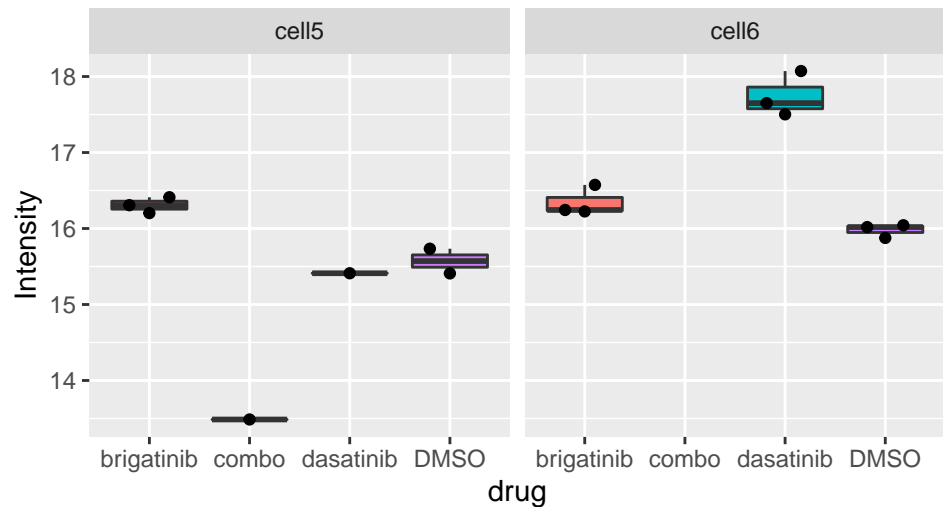 cell5 cell6
Intensity
18
17
16
15
14
brigatinib combo dasatinib DMSO brigatinib combo dasatinib DMSO
drug